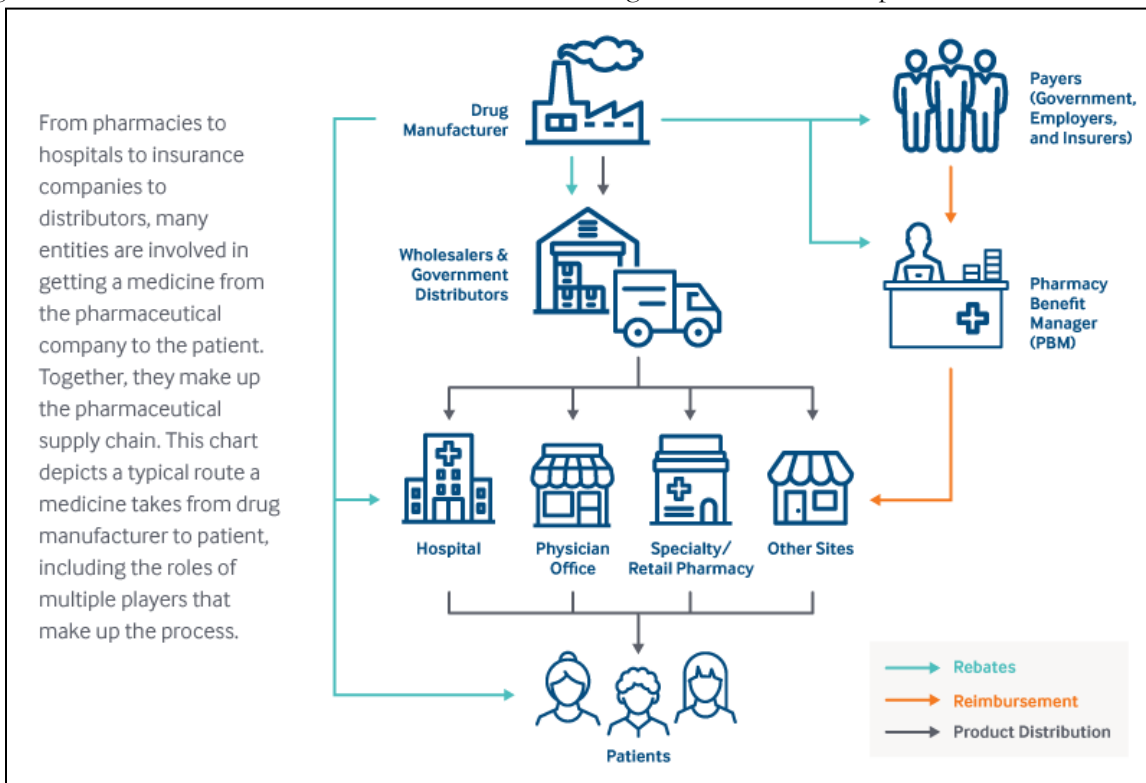 From pharmacies to
hospitals to insurance
companies to
distributors, many
entities are involved in
getting a medicine from
the pharmaceutical
company to the patient.
Together, they make up
the pharmaceutical
supply chain. This chart
depicts a typical route a
medicine takes from drug
manufacturer to patient,
including the roles of
multiple players that
make up the process.
Drug
Manufacturer
Payers
(Government,
Employers,
and Insurers)
Wholesalers &
Government
Distributors
Pharmacy
Benefit
Manager
(PBM)
Hospital
Physician
Office
Specialty/
Retail Pharmacy
Other Sites
Patients
Rebates
Reimbursement
Product Distribution